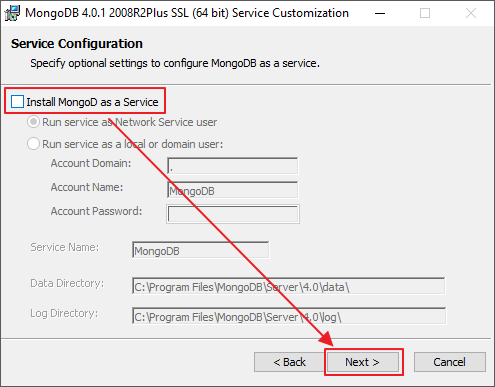 MongoDB 4.0.1 2008R2Plus SSL (64 bit) Service Customization
Service Configuration
Specify optional settings to configure MongoDB as a service.
Install MongoD as a Service
Run service as Network Service user
Run service as a local or domain user:
Account Domain: .
Account Name: MongoDB
Account Password:
Service Name: MongoDB
Data Directory: C:\Program Files\MongoDB\Server\4.0\data\
Log Directory: C:\Program Files\MongoDB\Server\4.0\log\
< Back Next > Cancel